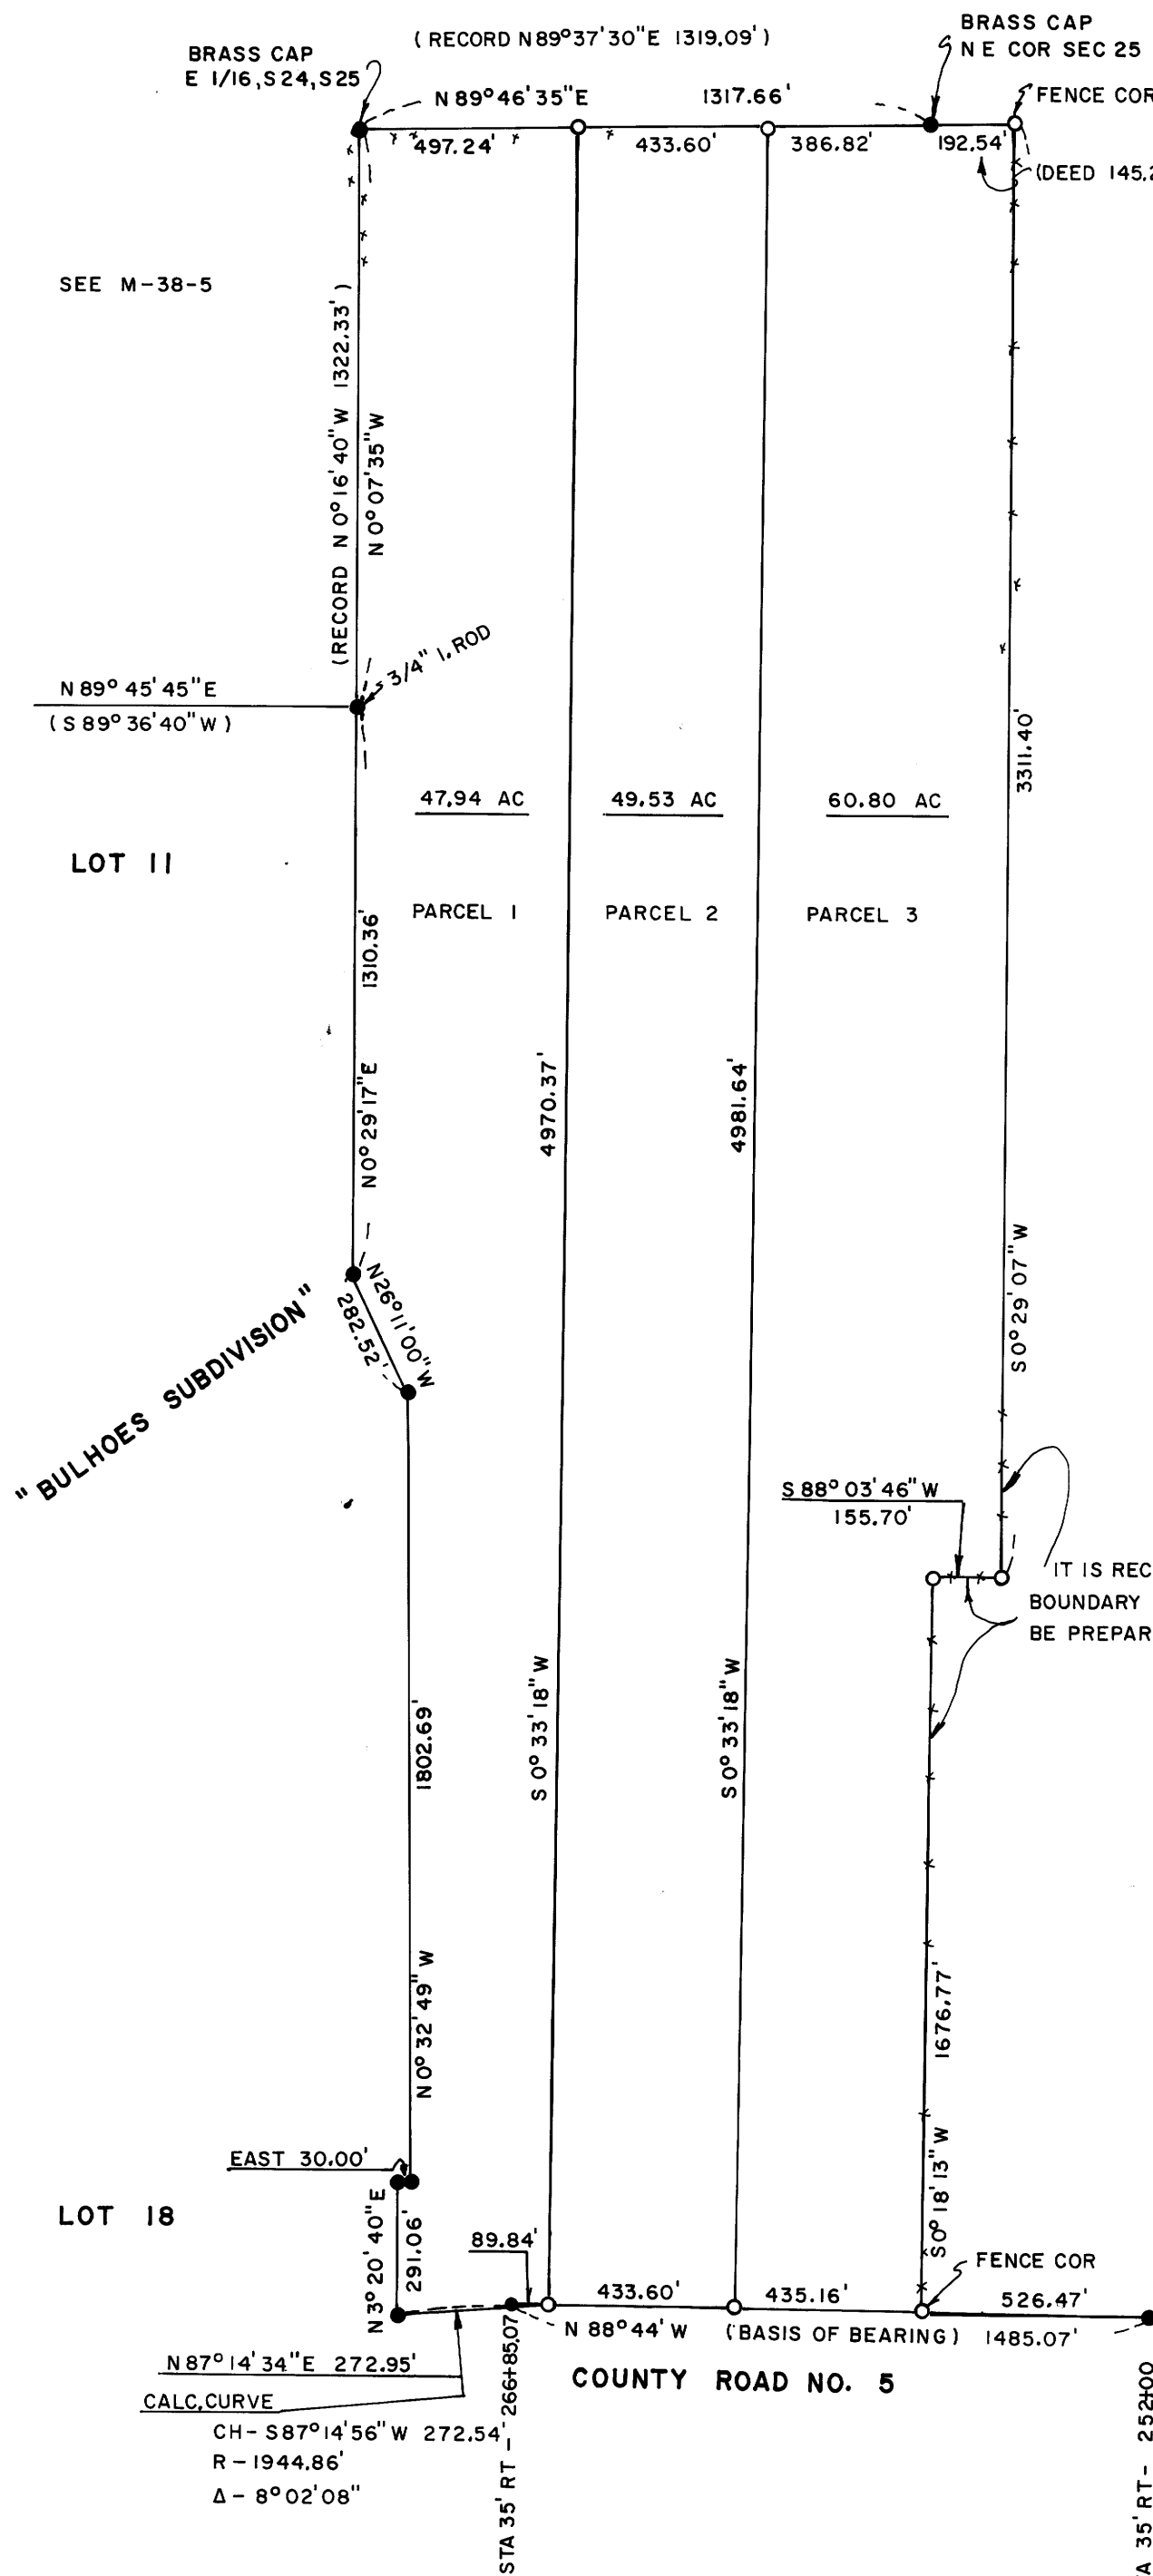 ( RECORD N89°37'30"E 1319.09' )
BRASS CAP
N E COR SEC 25
BRASS CAP
E 1/16, S24, S25
N 89°46'35"E 1317.66'
FENCE COR
497.24' 433.60' 386.82' 192.54'
(DEED 145.2
SEE M-38-5
(RECORD N 0°16'40"W 1322.33')
N 0°07'35"W
3/4" I. ROD
N 89° 45' 45" E
( S 89° 36' 40" W )
3311.40'
47.94 AC 49.53 AC 60.80 AC
LOT 11
PARCEL 1 PARCEL 2 PARCEL 3
1310.36'
N0°29'17"E
4970.37'
4981.64'
S 0° 29' 07" W
N26°11'00"W
282.52'
"BULHOES SUBDIVISION"
S 88° 03' 46" W
155.70'
IT IS REC
BOUNDARY
BE PREPAR
1802.69'
S 0° 33' 18" W
S 0° 33' 18" W
N0° 32' 49" W
1676.77'
S0° 18' 13" W
EAST 30.00'
LOT 18
N 3° 20' 40" E
291.06'
89.84'
FENCE COR
433.60' 435.16' 526.47'
N 88°44' W (BASIS OF BEARING) 1485.07'
N 87°14'34"E 272.95'
COUNTY ROAD NO. 5
CALC. CURVE
CH- S87°14'56"W 272.54'
R - 1944.86'
Δ - 8°02'08"
STA 35' RT - 266+85.07
A 35' RT - 252+00